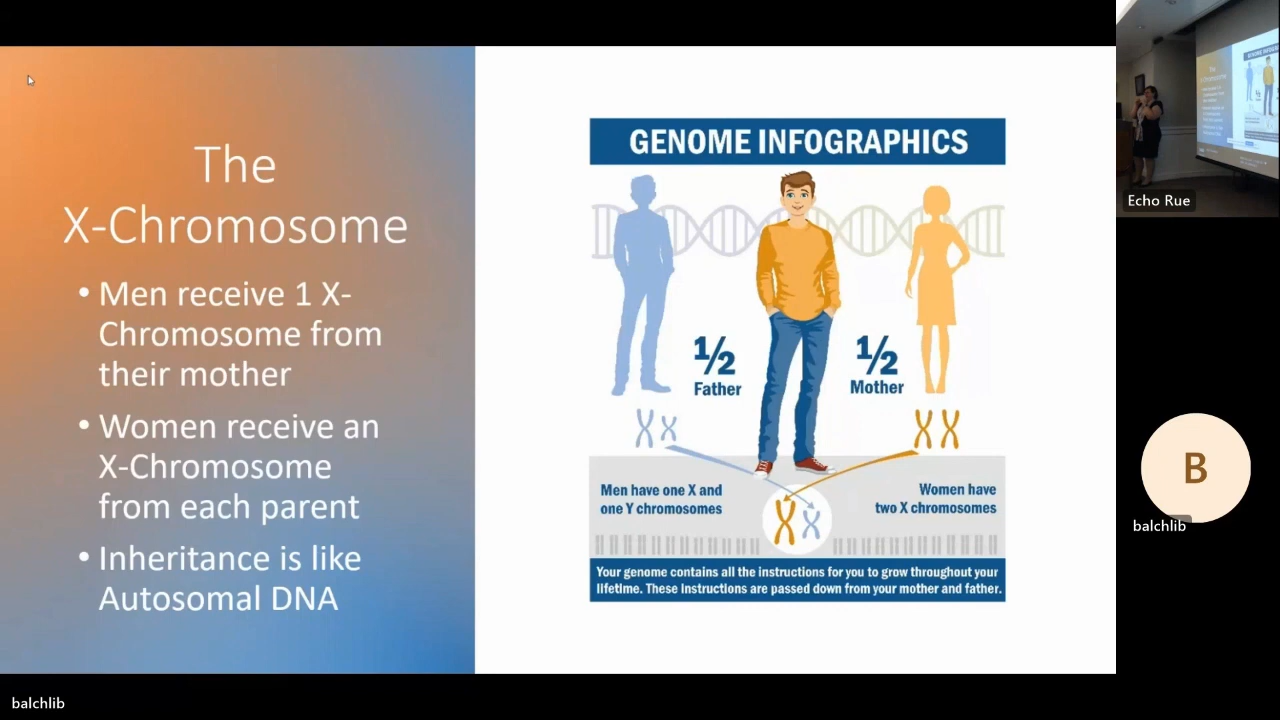 The
X-Chromosome
• Men receive 1 X-
Chromosome from
their mother
• Women receive an
X-Chromosome
from each parent
• Inheritance is like
Autosomal DNA
GENOME INFOGRAPHICS
½
Father
½
Mother
Men have one X and
one Y chromosomes
Women have
two X chromosomes
Your genome contains all the instructions for you to grow throughout your
lifetime. These instructions are passed down from your mother and father.
Echo Rue
B
balchlib
balchlib